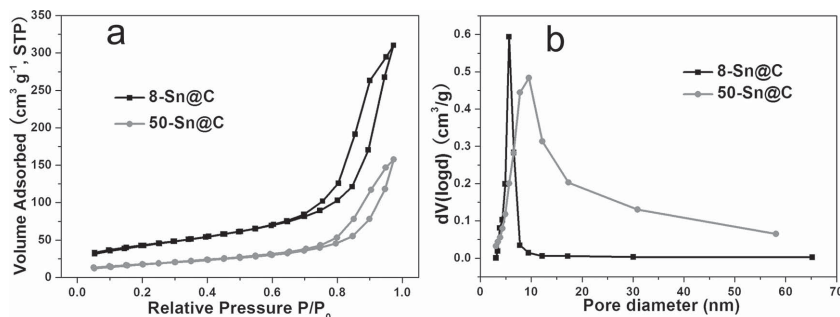 a
8-Sn@C
50-Sn@C
Volume Adsorbed (cm³ g⁻¹, STP)
350
300
250
200
150
100
50
0
0.0 0.2 0.4 0.6 0.8 1.0
Relative Pressure P/P₀
b
8-Sn@C
50-Sn@C
dV(logd) (cm³/g)
0.6
0.5
0.4
0.3
0.2
0.1
0.0
0 10 20 30 40 50 60 70
Pore diameter (nm)